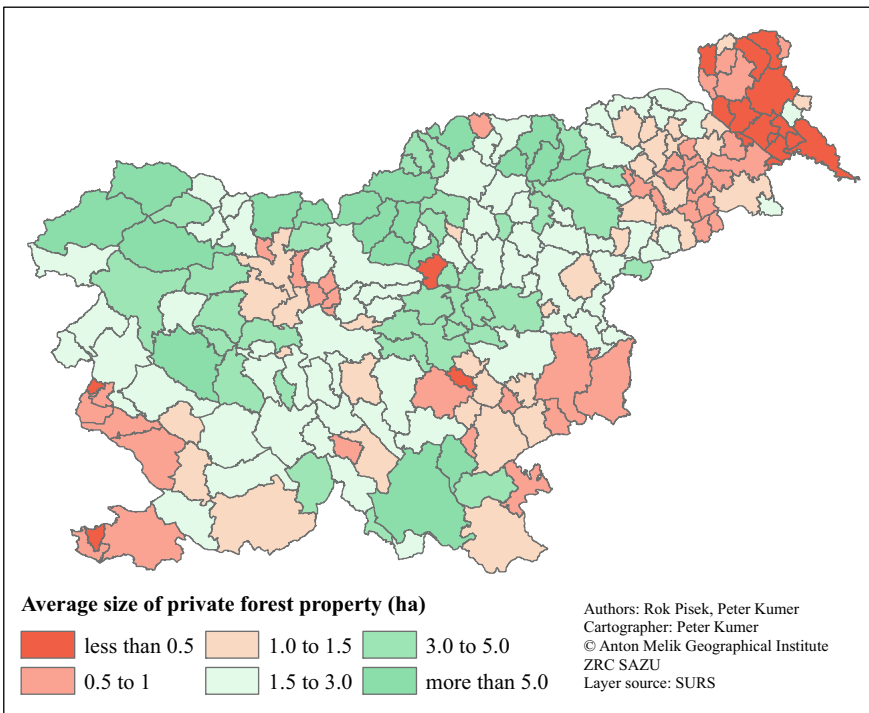 Average size of private forest property (ha)
less than 0.5
1.0 to 1.5
3.0 to 5.0
0.5 to 1
1.5 to 3.0
more than 5.0
Authors: Rok Pisek, Peter Kumer
Cartographer: Peter Kumer
© Anton Melik Geographical Institute
ZRC SAZU
Layer source: SURS